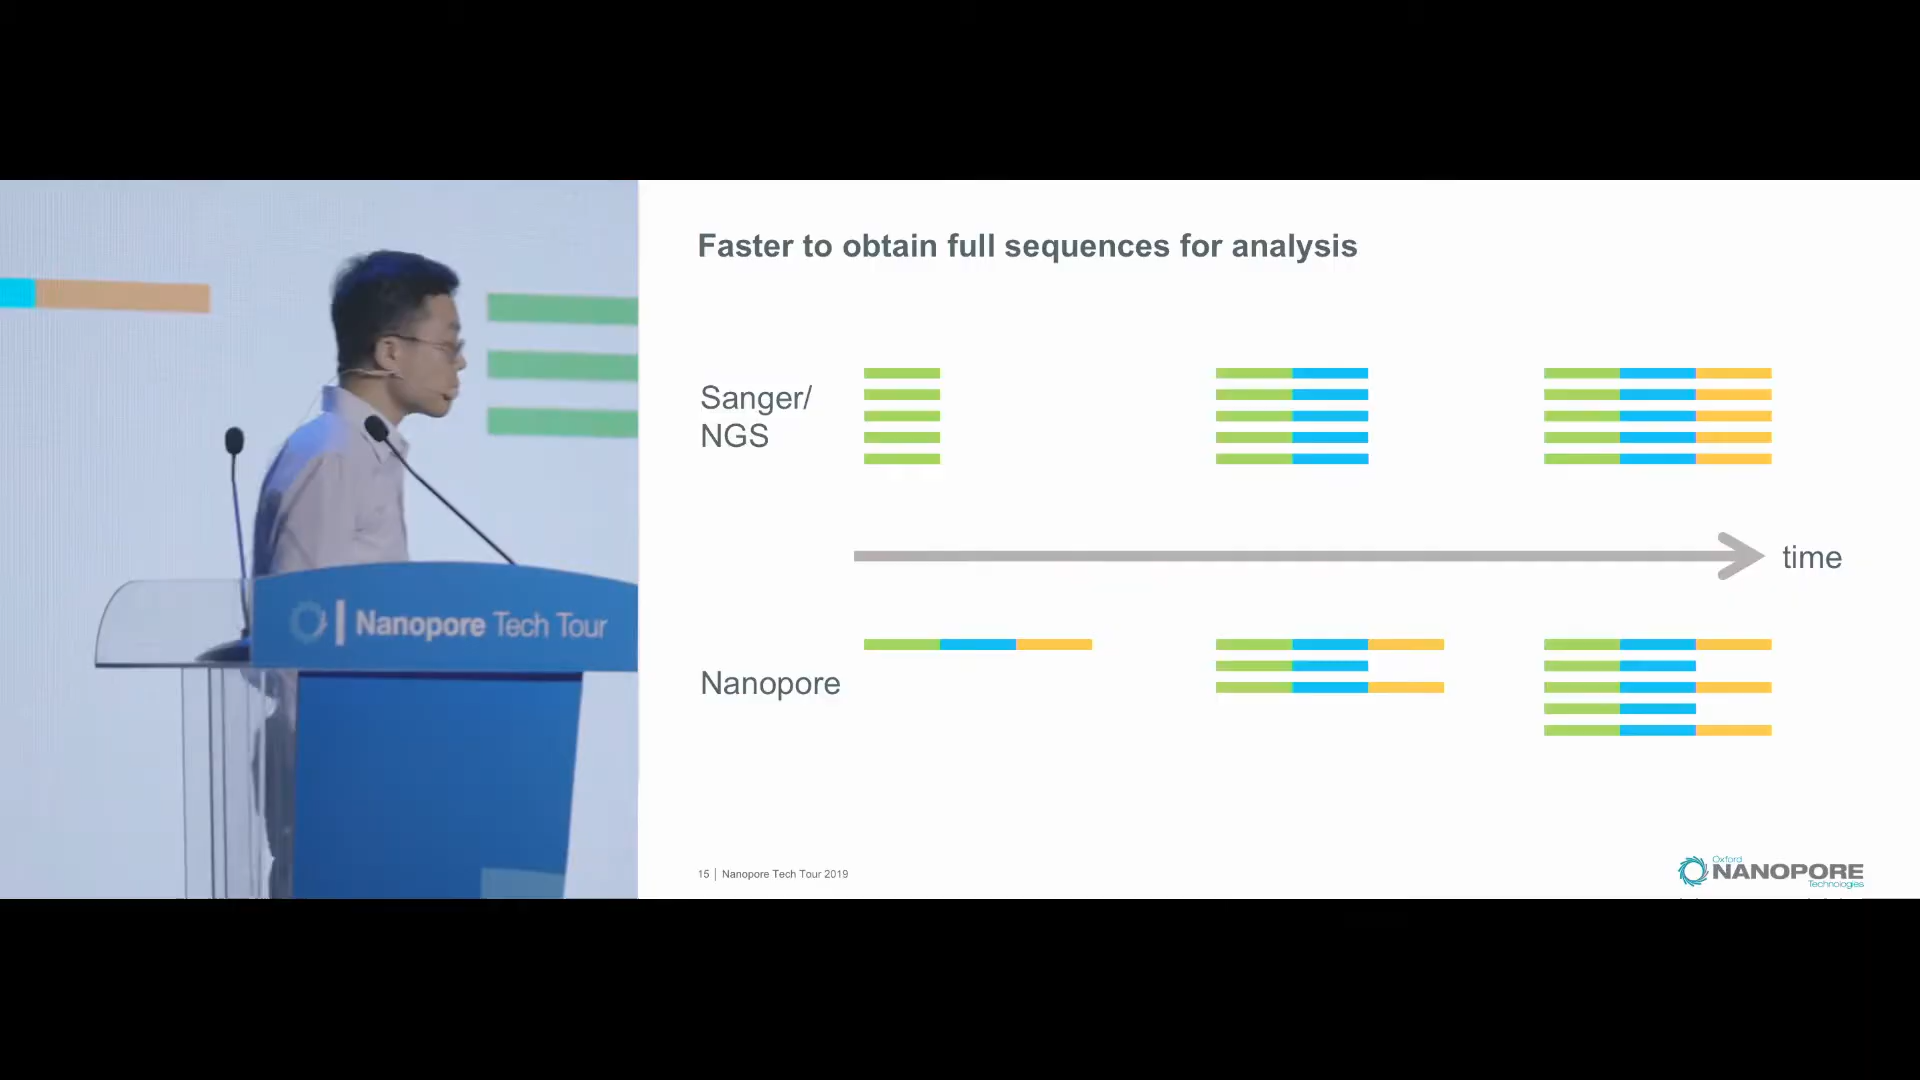 Faster to obtain full sequences for analysis
Sanger/
NGS
time
Nanopore
Nanopore Tech Tour
15 | Nanopore Tech Tour 2019
Oxford
NANOPORE
Technologies